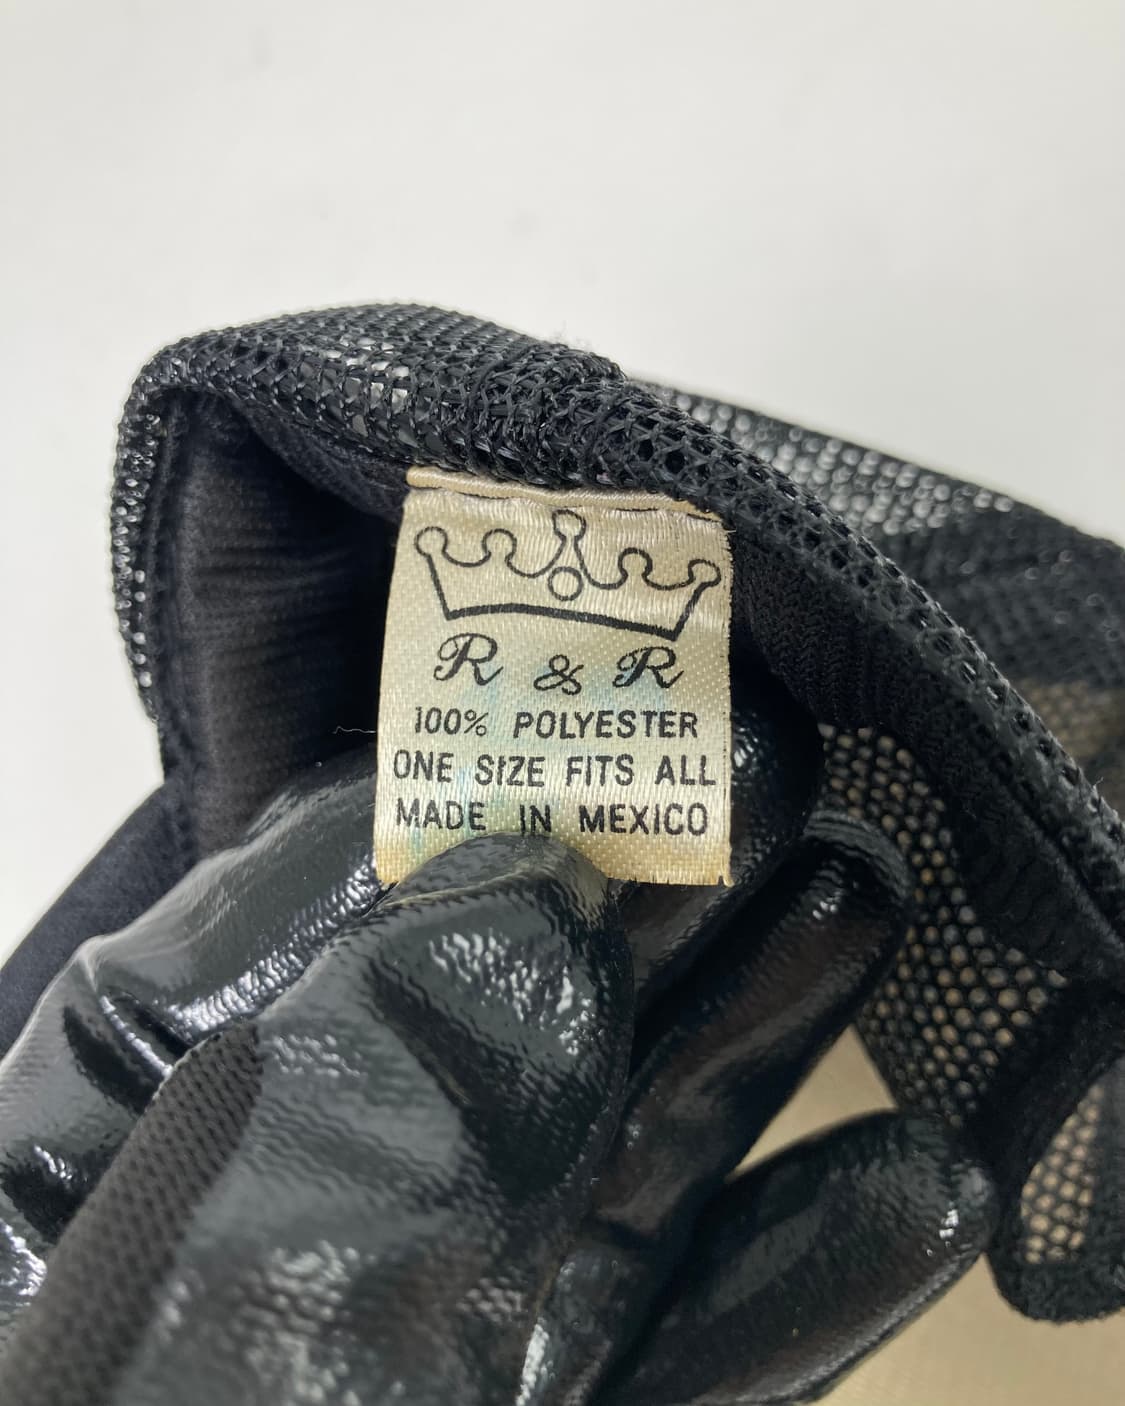 R & R
100% POLYESTER
ONE SIZE FITS ALL
MADE IN MEXICO